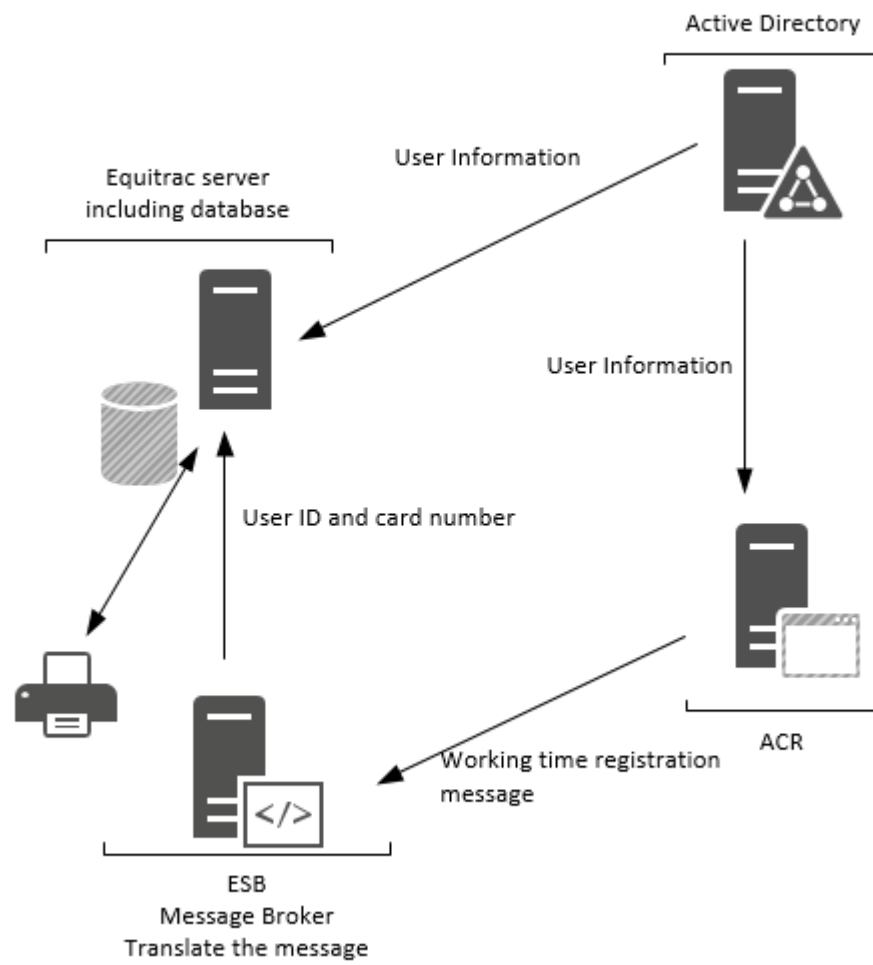 Active Directory
User Information
Equitrac server
including database
User Information
User ID and card number
ACR
Working time registration
message
</>
ESB
Message Broker
Translate the message